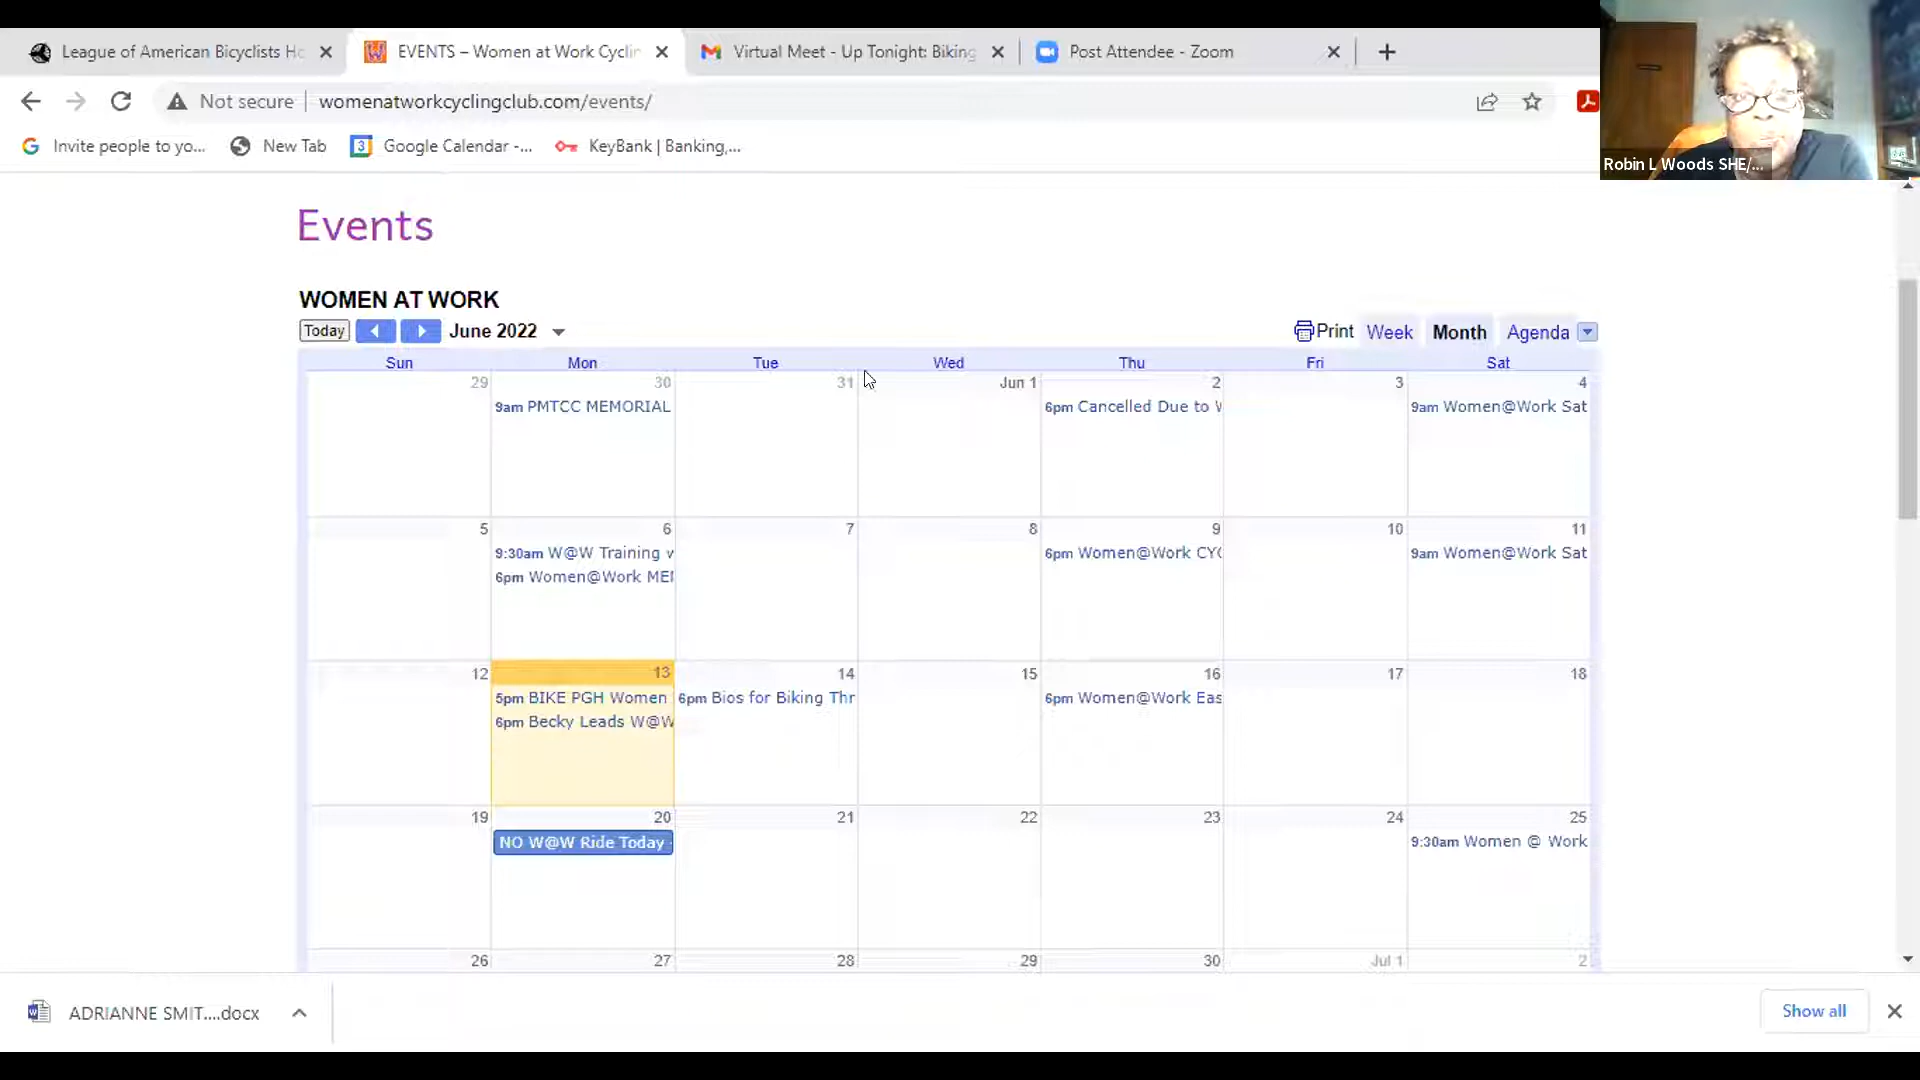 League of American Bicyclists Ho
EVENTS – Women at Work Cyclin
Virtual Meet - Up Tonight: Biking
Post Attendee - Zoom
Not secure
womenatworkcyclingclub.com/events/
Invite people to yo...
New Tab
3
Google Calendar -...
KeyBank | Banking,...
Robin L Woods SHE/...
Events
WOMEN AT WORK
Today
June 2022
Print
Week
Month
Agenda
Sun Mon Tue Wed Thu Fri Sat
29 30 31 Jun 1 2 3 4
9am PMTCC MEMORIAL
6pm Cancelled Due to
9am Women@Work Sat
5 6 7 8 9 10 11
9:30am W@W Training
6pm Women@Work CYC
9am Women@Work Sat
6pm Women@Work MEM
12 13 14 15 16 17 18
5pm BIKE PGH Women
6pm Bios for Biking Thr
6pm Women@Work Eas
6pm Becky Leads W@W
19 20 21 22 23 24 25
NO W@W Ride Today
9:30am Women @ Work
26 27 28 29 30 Jul 1 2
ADRIANNE SMIT....docx
Show all